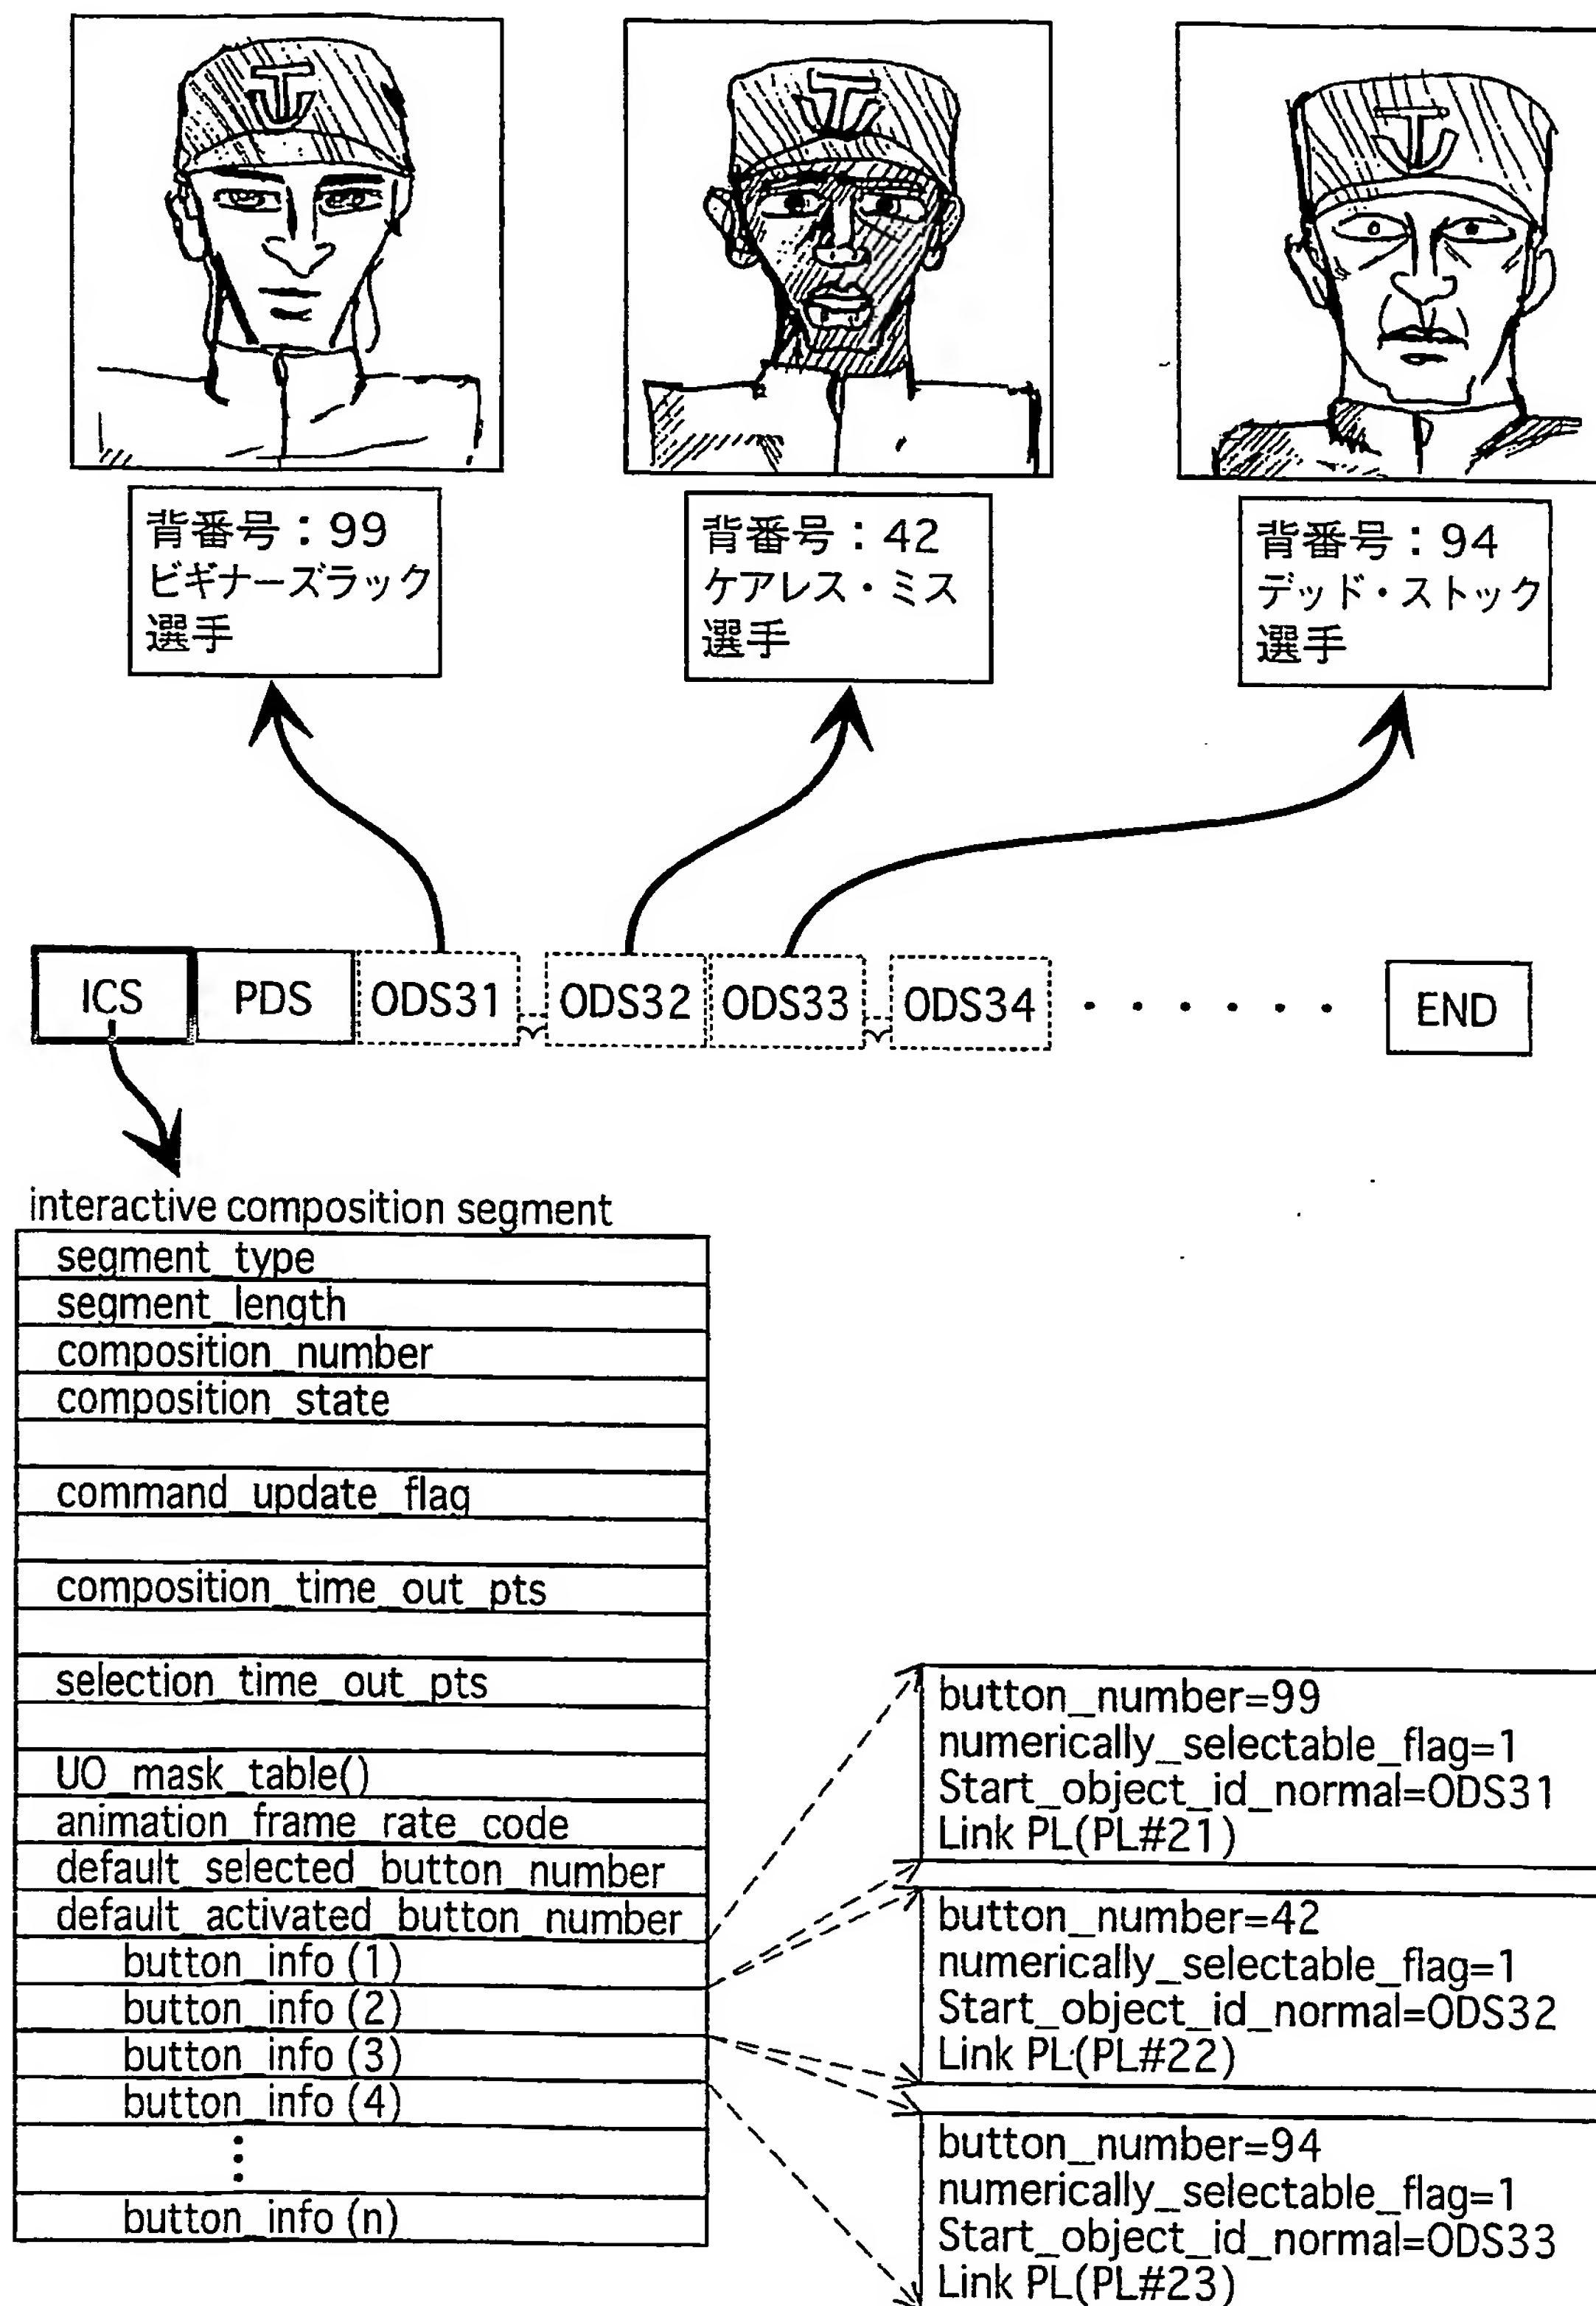 背番号：99
ビギナーズラック
選手
背番号：42
ケアレス・ミス
選手
背番号：94
デッド・ストック
選手
ICS
PDS
ODS31
ODS32
ODS33
ODS34
END
interactive composition segment
segment_type
segment_length
composition_number
composition_state
command_update_flag
composition_time_out_pts
selection_time_out_pts
UO_mask_table()
animation_frame_rate_code
default_selected_button_number
default_activated_button_number
button_info (1)
button_info (2)
button_info (3)
button_info (4)
button_info (n)
button_number=99
numerically_selectable_flag=1
Start_object_id_normal=ODS31
Link PL(PL#21)
button_number=42
numerically_selectable_flag=1
Start_object_id_normal=ODS32
Link PL(PL#22)
button_number=94
numerically_selectable_flag=1
Start_object_id_normal=ODS33
Link PL(PL#23)